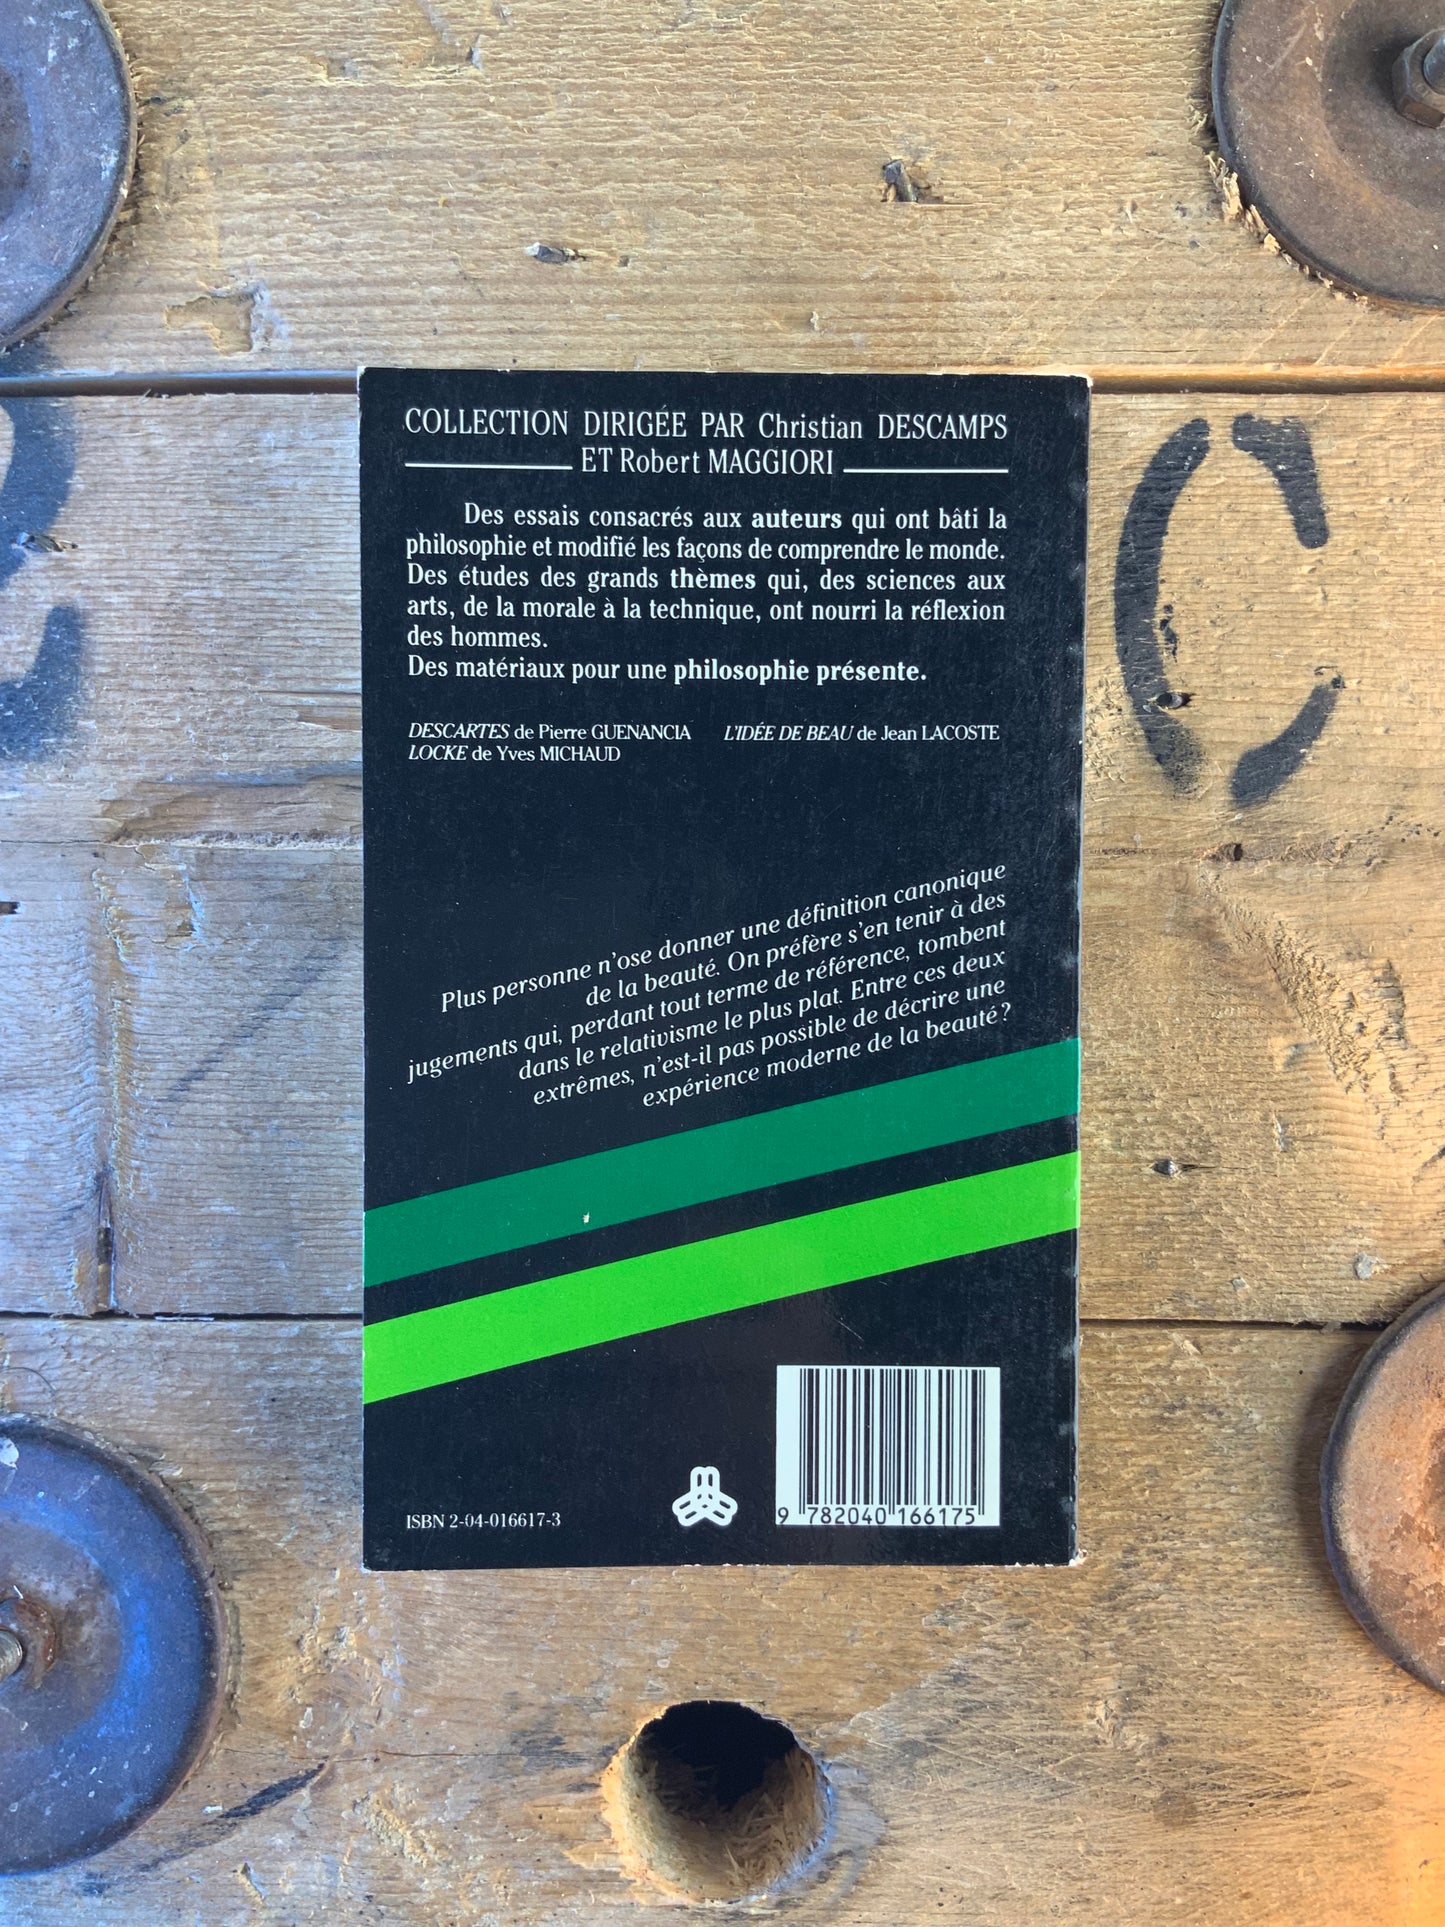 COLLECTION DIRIGÉE PAR Christian DESCAMPS
ET Robert MAGGIORI
Des essais consacrés aux auteurs qui ont bâti la
philosophie et modifié les façons de comprendre le monde.
Des études des grands thèmes qui, des sciences aux
arts, de la morale à la technique, ont nourri la réflexion
des hommes.
Des matériaux pour une philosophie présente.
DESCARTES de Pierre GUENANCIA L'IDÉE DE BEAU de Jean LACOSTE
LOCKE de Yves MICHAUD
Plus personne n'ose donner une définition canonique
de la beauté. On préfère s'en tenir à des
jugements qui, perdant tout terme de référence, tombent
dans le relativisme le plus plat. Entre ces deux
extrêmes, n'est-il pas possible de décrire une
expérience moderne de la beauté?
ISBN 2-04-016617-3
9 782040 166175
C